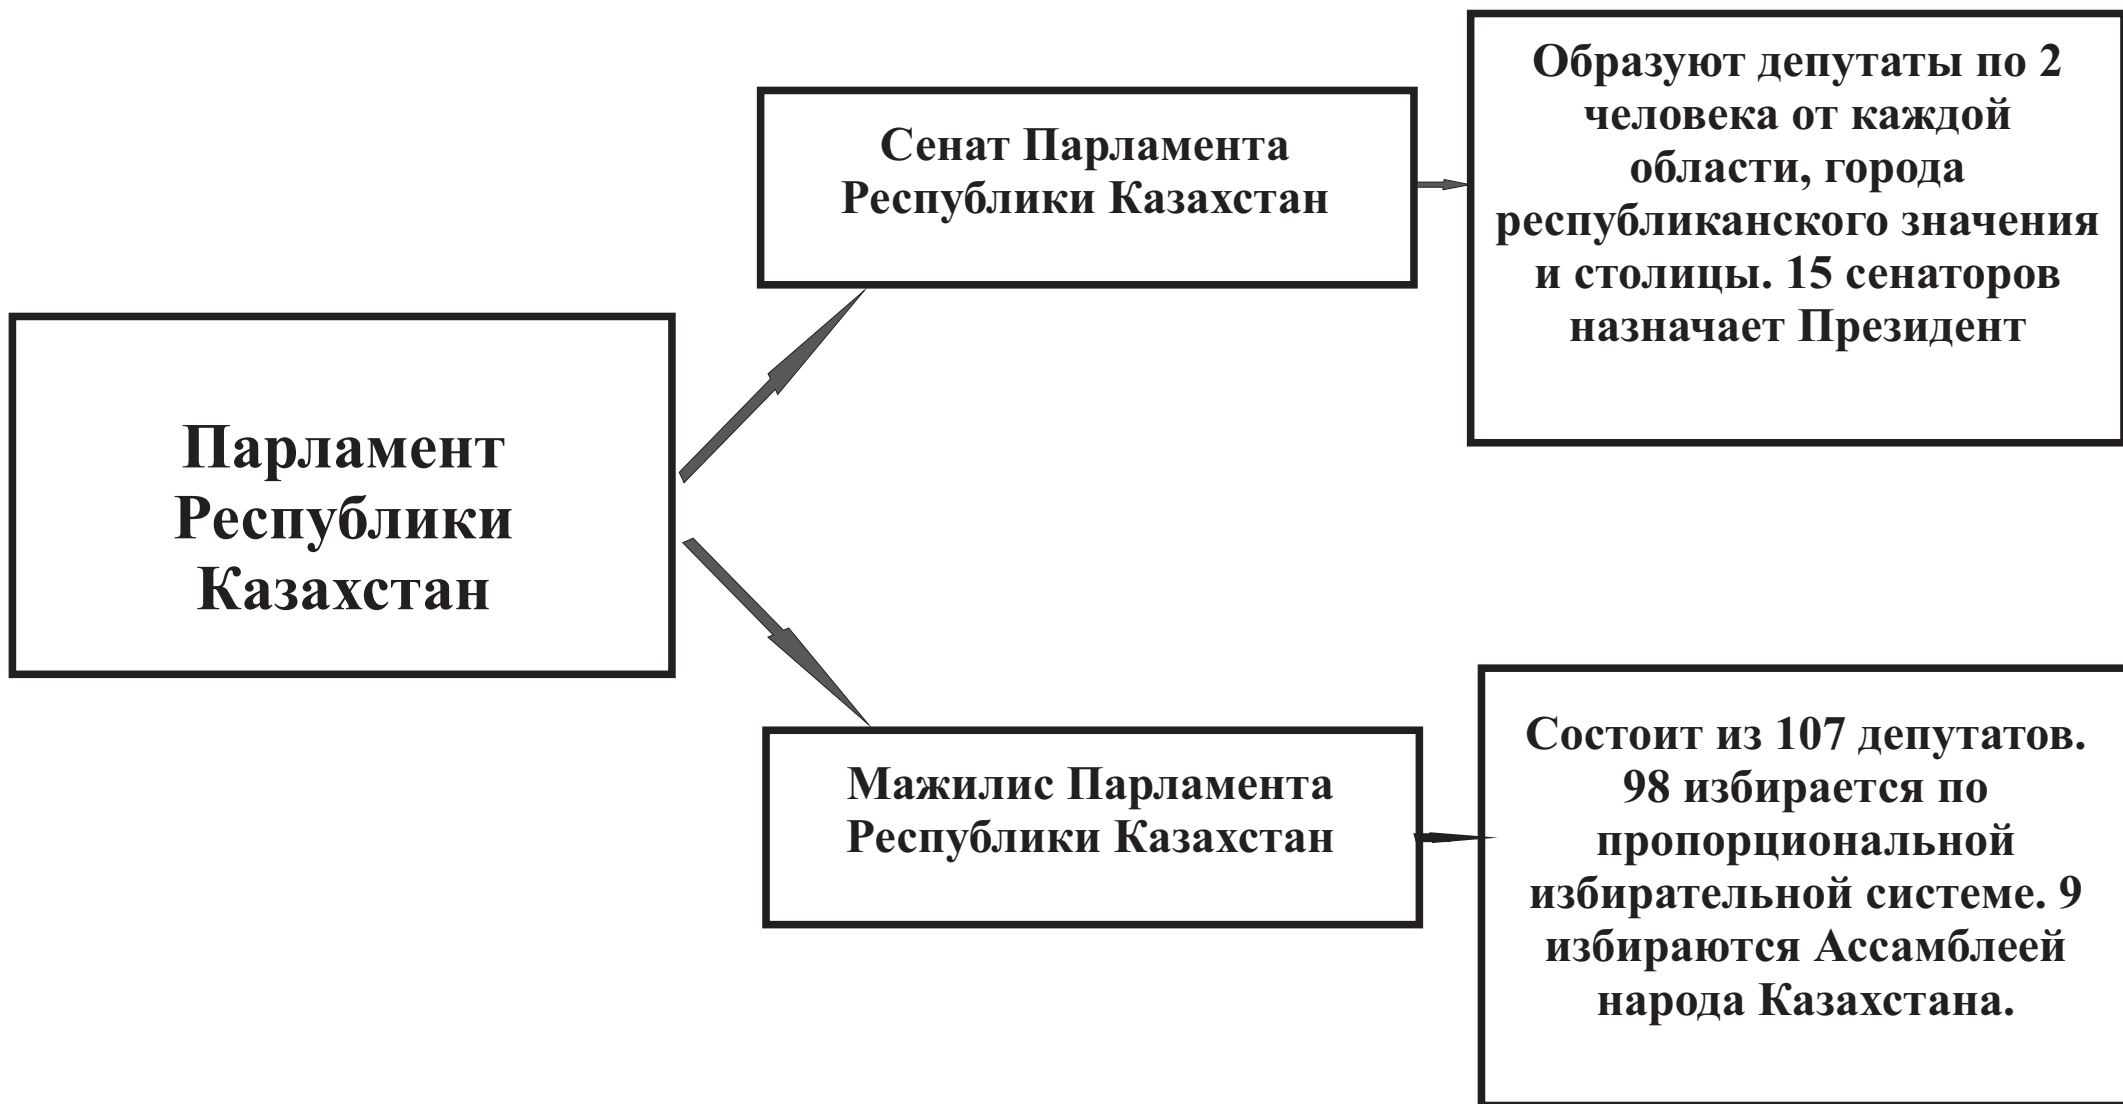 Парламент
Республики
Казахстан
Сенат Парламента
Республики Казахстан
Образуют депутаты по 2
человека от каждой
области, города
республиканского значения
и столицы. 15 сенаторов
назначает Президент
Мажилис Парламента
Республики Казахстан
Состоит из 107 депутатов.
98 избирается по
пропорциональной
избирательной системе. 9
избираются Ассамблеей
народа Казахстана.